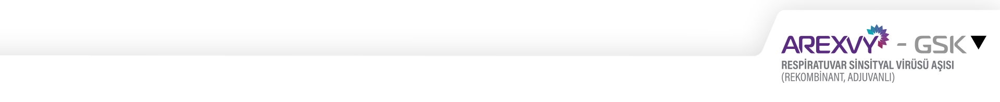 AREXVY - GSK▼
RESPİRATUVAR SİNSİTYAL VİRÜSÜ AŞISI
(REKOMBİNANT, ADJUVANLI)